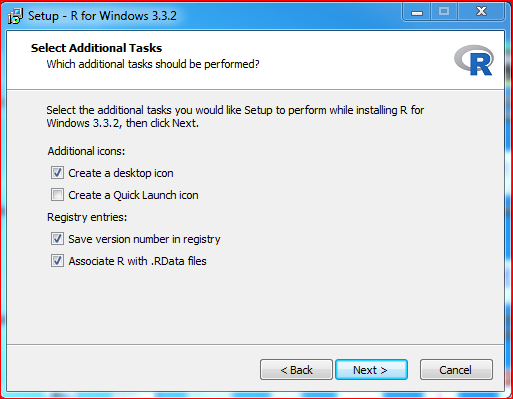 Setup - R for Windows 3.3.2
Select Additional Tasks
Which additional tasks should be performed?
R
Select the additional tasks you would like Setup to perform while installing R for
Windows 3.3.2, then click Next.
Additional icons:
Create a desktop icon
Create a Quick Launch icon
Registry entries:
Save version number in registry
Associate R with .RData files
< Back Next > Cancel